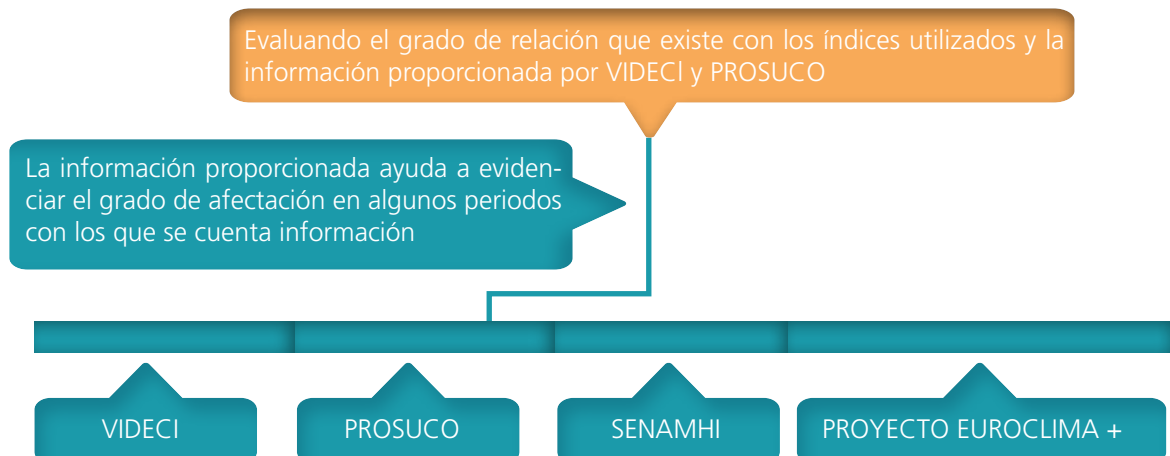 Evaluando el grado de relación que existe con los índices utilizados y la
información proporcionada por VIDECI y PROSUCO
La información proporcionada ayuda a eviden-
ciar el grado de afectación en algunos periodos
con los que se cuenta información
VIDECI
PROSUCO
SENAMHI
PROYECTO EUROCLIMA +